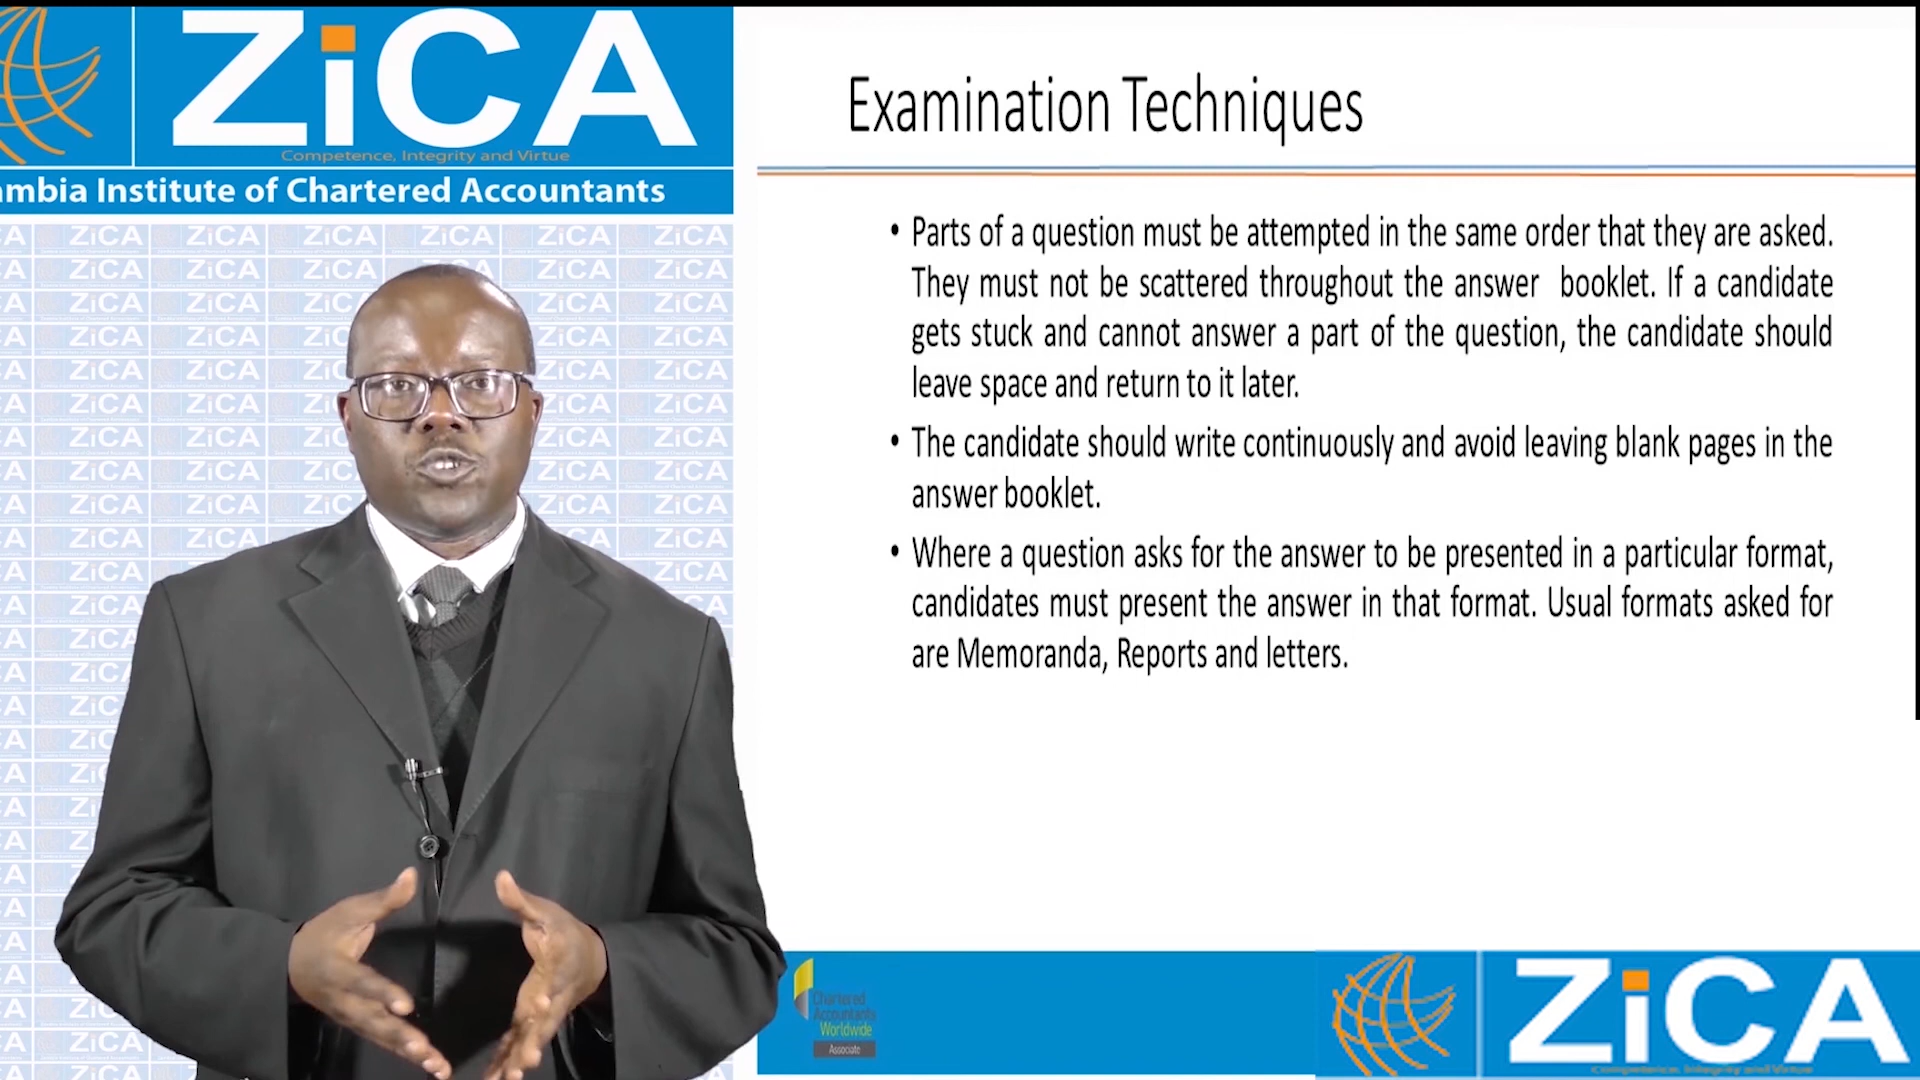 ZiCA
Competence, Integrity and Virtue
ambia Institute of Chartered Accountants
Examination Techniques
• Parts of a question must be attempted in the same order that they are asked.
They must not be scattered throughout the answer booklet. If a candidate
gets stuck and cannot answer a part of the question, the candidate should
leave space and return to it later.
• The candidate should write continuously and avoid leaving blank pages in the
answer booklet.
• Where a question asks for the answer to be presented in a particular format,
candidates must present the answer in that format. Usual formats asked for
are Memoranda, Reports and letters.
Chartered
Accountants
Worldwide
Associate
ZiCA
Competence, Integrity and Virtue